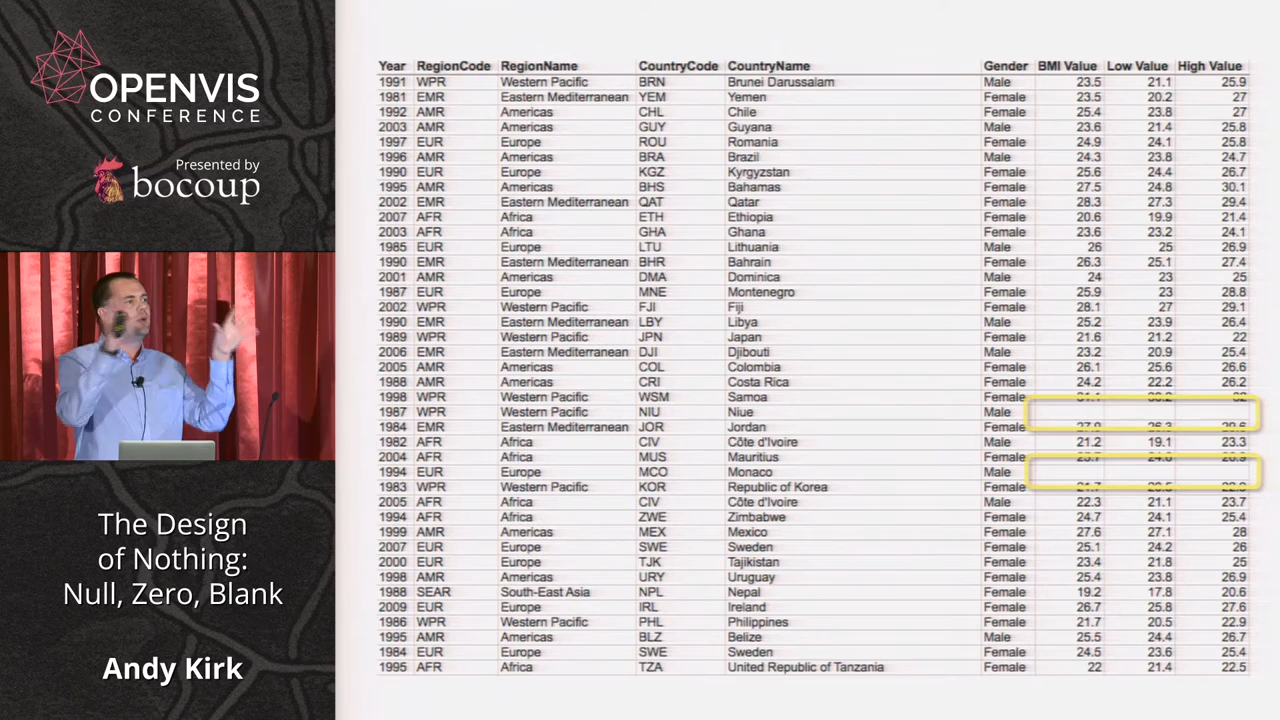 OPENVIS
CONFERENCE
Presented by
bocoup
The Design
of Nothing:
Null, Zero, Blank
Andy Kirk
Year RegionCode RegionName CountryCode CountryName Gender BMI Value Low Value High Value
1991 WPR Western Pacific BRN Brunei Darussalam Male 23.5 21.1 25.9
1981 EMR Eastern Mediterranean YEM Yemen Female 23.5 20.2 27
1992 AMR Americas CHL Chile Female 25.4 23.8 27
2003 AMR Americas GUY Guyana Male 23.6 21.4 25.8
1997 EUR Europe ROU Romania Female 24.9 24.1 25.8
1996 AMR Americas BRA Brazil Male 24.3 23.8 24.7
1990 EUR Europe KGZ Kyrgyzstan Female 25.6 24.4 26.7
1995 AMR Americas BHS Bahamas Female 27.5 24.8 30.1
2002 EMR Eastern Mediterranean QAT Qatar Female 28.3 27.3 29.4
2007 AFR Africa ETH Ethiopia Female 20.6 19.9 21.4
2003 AFR Africa GHA Ghana Female 23.6 23.2 24.1
1985 EUR Europe LTU Lithuania Male 26 25 26.9
1990 EMR Eastern Mediterranean BHR Bahrain Female 26.3 25.1 27.4
2001 AMR Americas DMA Dominica Male 24 23 25
1987 EUR Europe MNE Montenegro Female 25.9 23 28.8
2002 WPR Western Pacific FJI Fiji Female 28.1 27 29.1
1990 EMR Eastern Mediterranean LBY Libya Male 25.2 23.9 26.4
1989 WPR Western Pacific JPN Japan Female 21.6 21.2 22
2006 EMR Eastern Mediterranean DJI Djibouti Male 23.2 20.9 25.4
2005 AMR Americas COL Colombia Female 26.1 25.6 26.6
1988 AMR Americas CRI Costa Rica Female 24.2 22.2 26.2
1998 WPR Western Pacific WSM Samoa Female
1987 WPR Western Pacific NIU Niue Male
1984 EMR Eastern Mediterranean JOR Jordan Female
1982 AFR Africa CIV Côte d'Ivoire Male 21.2 19.1 23.3
2004 AFR Africa MUS Mauritius Female
1994 EUR Europe MCO Monaco Male
1983 WPR Western Pacific KOR Republic of Korea Female
2005 AFR Africa CIV Côte d'Ivoire Male 22.3 21.1 23.7
1994 AFR Africa ZWE Zimbabwe Female 24.7 24.1 25.4
1999 AMR Americas MEX Mexico Female 27.6 27.1 28
2007 EUR Europe SWE Sweden Female 25.1 24.2 26
2000 EUR Europe TJK Tajikistan Female 23.4 21.8 25
1998 AMR Americas URY Uruguay Female 25.4 23.8 26.9
1988 SEAR South-East Asia NPL Nepal Female 19.2 17.8 20.6
2009 EUR Europe IRL Ireland Female 26.7 25.8 27.6
1986 WPR Western Pacific PHL Philippines Female 21.7 20.5 22.9
1995 AMR Americas BLZ Belize Male 25.5 24.4 26.7
1984 EUR Europe SWE Sweden Female 24.5 23.6 25.4
1995 AFR Africa TZA United Republic of Tanzania Female 22 21.4 22.5